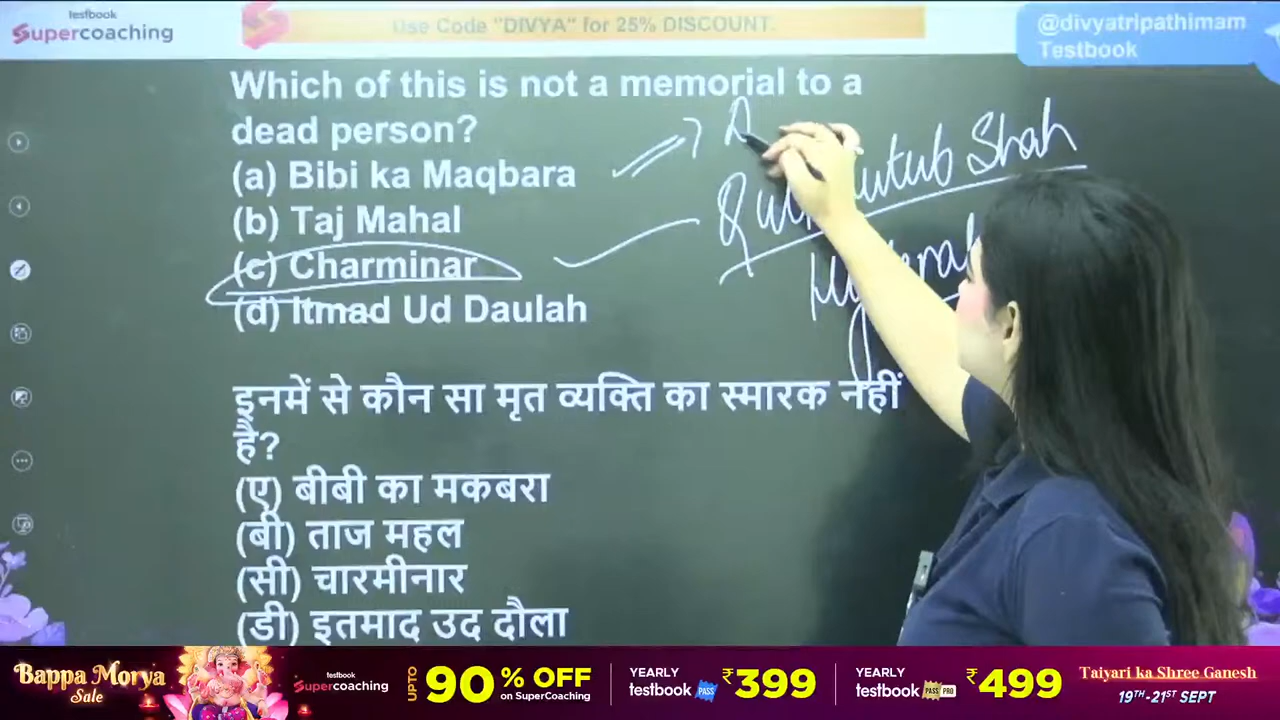 testbook
Supercoaching
Use Code "DIVYA" for 25% DISCOUNT.
@divyatripathimam
Testbook
Which of this is not a memorial to a
dead person?
(a) Bibi ka Maqbara
(b) Taj Mahal
(c) Charminar
(d) Itmad Ud Daulah
Shah
इनमें से कौन सा मृत व्यक्ति का स्मारक नहीं
है?
(ए) बीबी का मकबरा
(बी) ताज महल
(सी) चारमीनार
(डी) इतमाद उद दौला
Bappa Morya
Sale
testbook
Supercoaching
UPTO 90% OFF
on SuperCoaching
YEARLY
testbook PASS
₹399
YEARLY
testbook PASS PRO
₹499
Taiyari ka Shree Ganesh
19TH-21ST SEPT